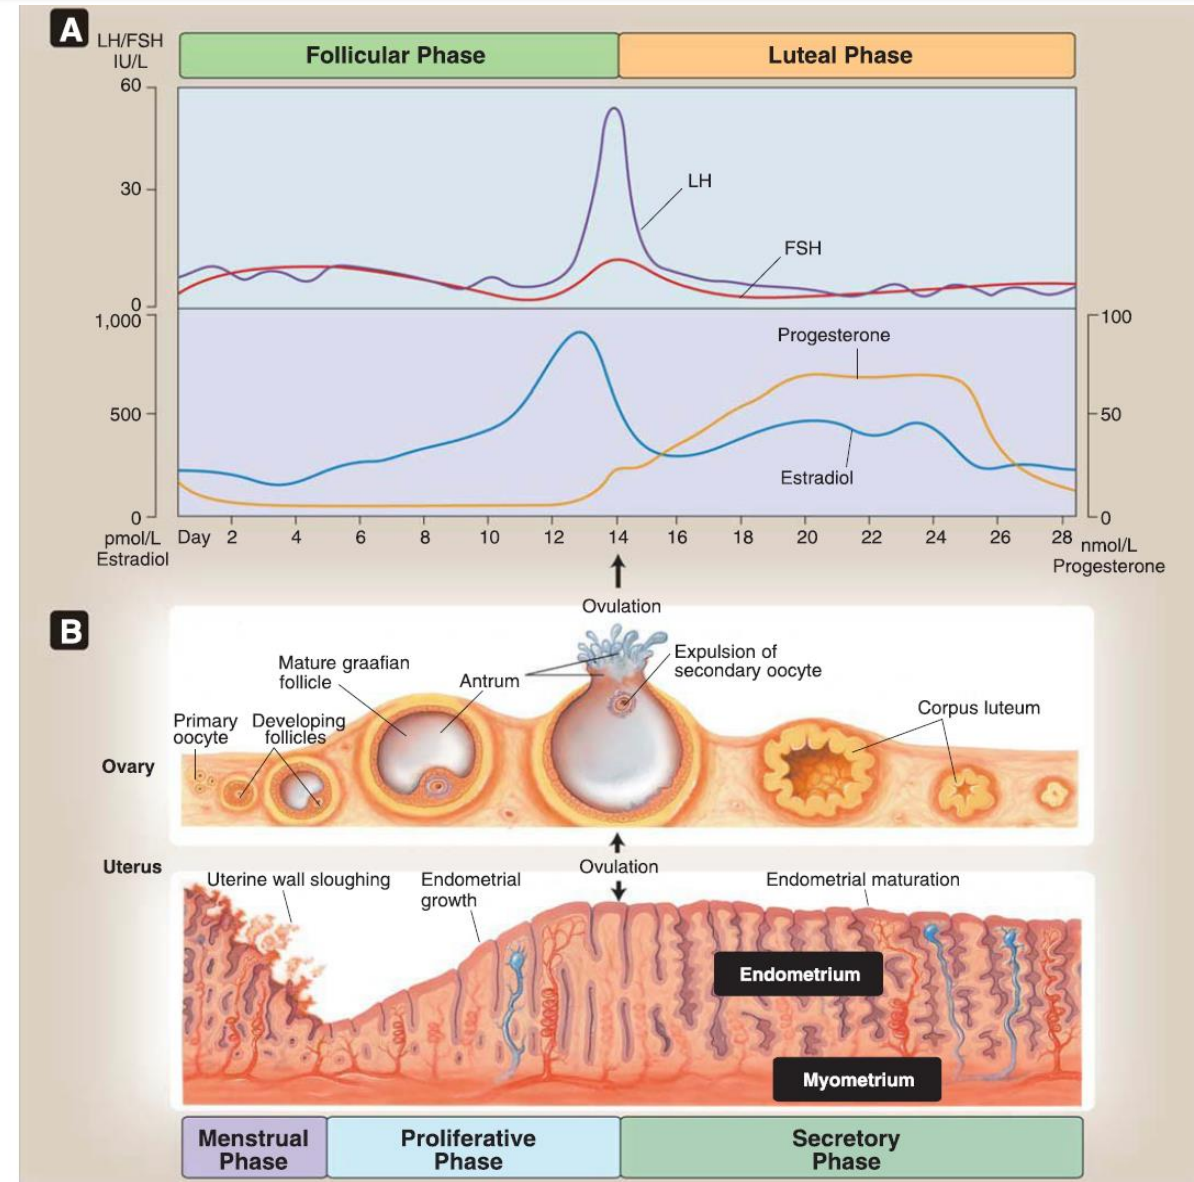 A
LH/FSH
IU/L
Follicular Phase
Luteal Phase
60
30
0
LH
FSH
1,000
500
0
100
50
0
Progesterone
Estradiol
pmol/L
Estradiol
Day 2 4 6 8 10 12 14 16 18 20 22 24 26 28
nmol/L
Progesterone
Ovulation
B
Mature graafian
follicle
Antrum
Expulsion of
secondary oocyte
Primary
oocyte
Developing
follicles
Corpus luteum
Ovary
Ovulation
Uterus
Uterine wall sloughing
Endometrial
growth
Endometrial maturation
Endometrium
Myometrium
Menstrual
Phase
Proliferative
Phase
Secretory
Phase